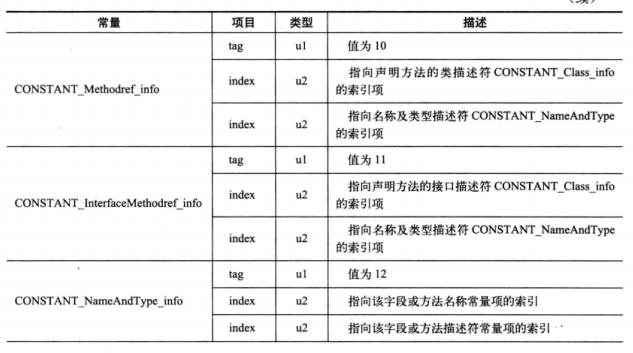 常量 项目 类型 描述
CONSTANT_Methodref_info
tag u1 值为 10
index u2 指向声明方法的类描述符 CONSTANT_Class_info
的索引项
index u2 指向名称及类型描述符 CONSTANT_NameAndType
的索引项
CONSTANT_InterfaceMethodref_info
tag u1 值为 11
index u2 指向声明方法的接口描述符 CONSTANT_Class_info
的索引项
index u2 指向名称及类型描述符 CONSTANT_NameAndType
的索引项
CONSTANT_NameAndType_info
tag u1 值为 12
index u2 指向该字段或方法名称常量项的索引
index u2 指向该字段或方法描述符常量项的索引